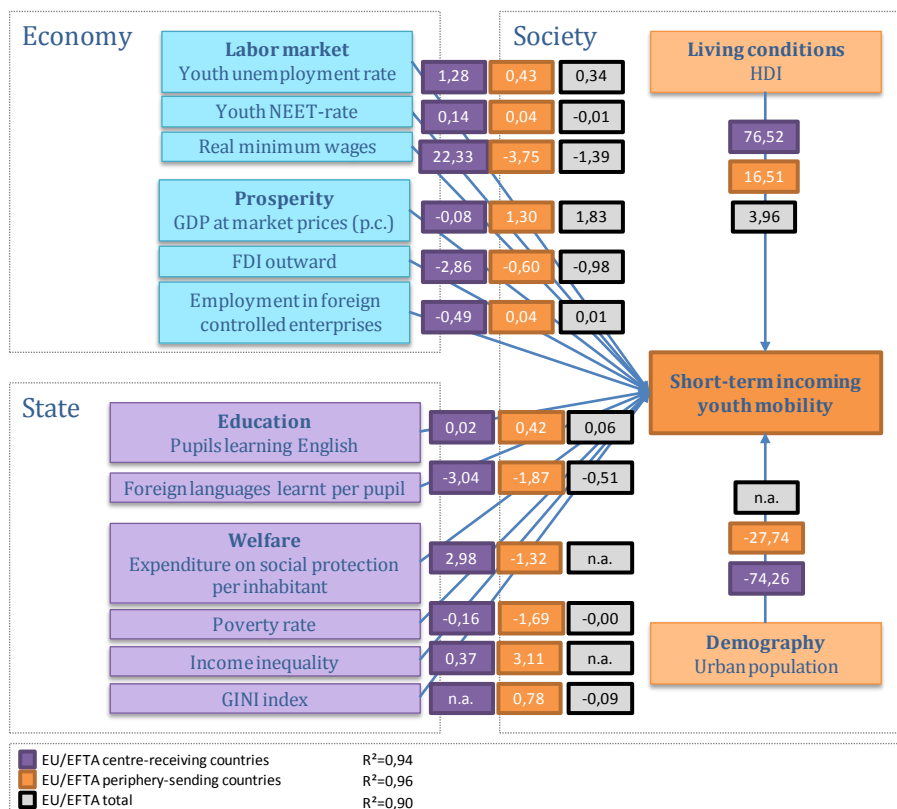 Economy
Society
Labor market
Youth unemployment rate
1,28
0,43
0,34
Youth NEET-rate
0,14
0,04
-0,01
Real minimum wages
22,33
-3,75
-1,39
Prosperity
GDP at market prices (p.c.)
-0,08
1,30
1,83
FDI outward
-2,86
-0,60
-0,98
Employment in foreign
controlled enterprises
-0,49
0,04
0,01
Living conditions
HDI
76,52
16,51
3,96
Short-term incoming
youth mobility
State
Education
Pupils learning English
0,02
0,42
0,06
Foreign languages learnt per pupil
-3,04
-1,87
-0,51
Welfare
Expenditure on social protection
per inhabitant
2,98
-1,32
n.a.
Poverty rate
-0,16
-1,69
-0,00
Income inequality
0,37
3,11
n.a.
GINI index
n.a.
0,78
-0,09
n.a.
-27,74
-74,26
Demography
Urban population
EU/EFTA centre-receiving countries R²=0,94
EU/EFTA periphery-sending countries R²=0,96
EU/EFTA total R²=0,90